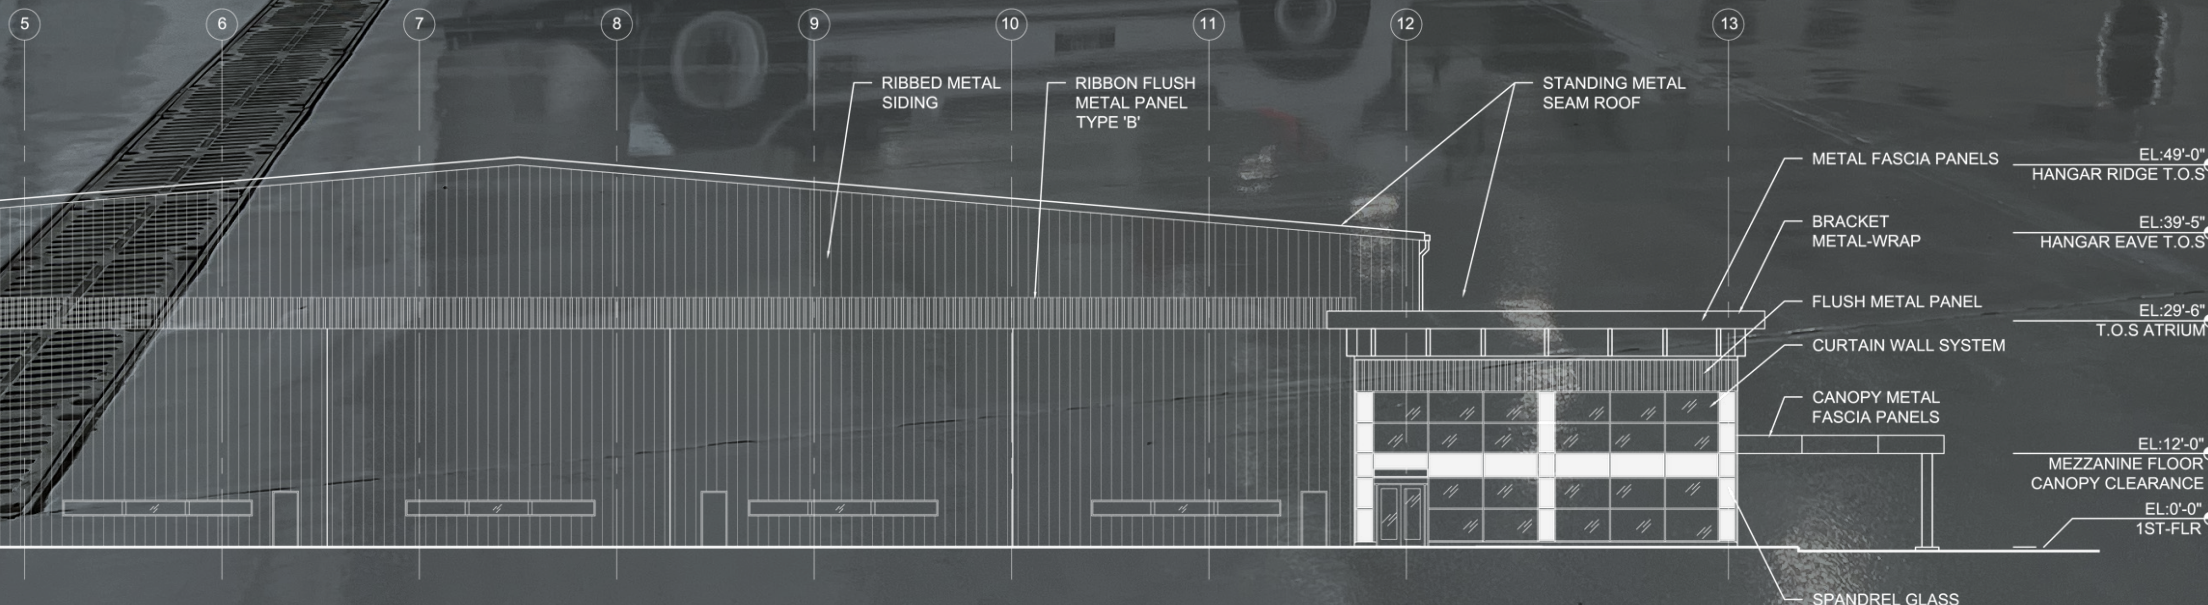 5 6 7 8 9 10 11 12 13
RIBBED METAL
SIDING
RIBBON FLUSH
METAL PANEL
TYPE 'B'
STANDING METAL
SEAM ROOF
METAL FASCIA PANELS
BRACKET
METAL-WRAP
FLUSH METAL PANEL
CURTAIN WALL SYSTEM
CANOPY METAL
FASCIA PANELS
SPANDREL GLASS
EL:49'-0"
HANGAR RIDGE T.O.S
EL:39'-5"
HANGAR EAVE T.O.S
EL:29'-6"
T.O.S ATRIUM
EL:12'-0"
MEZZANINE FLOOR
CANOPY CLEARANCE
EL:0'-0"
1ST-FLR